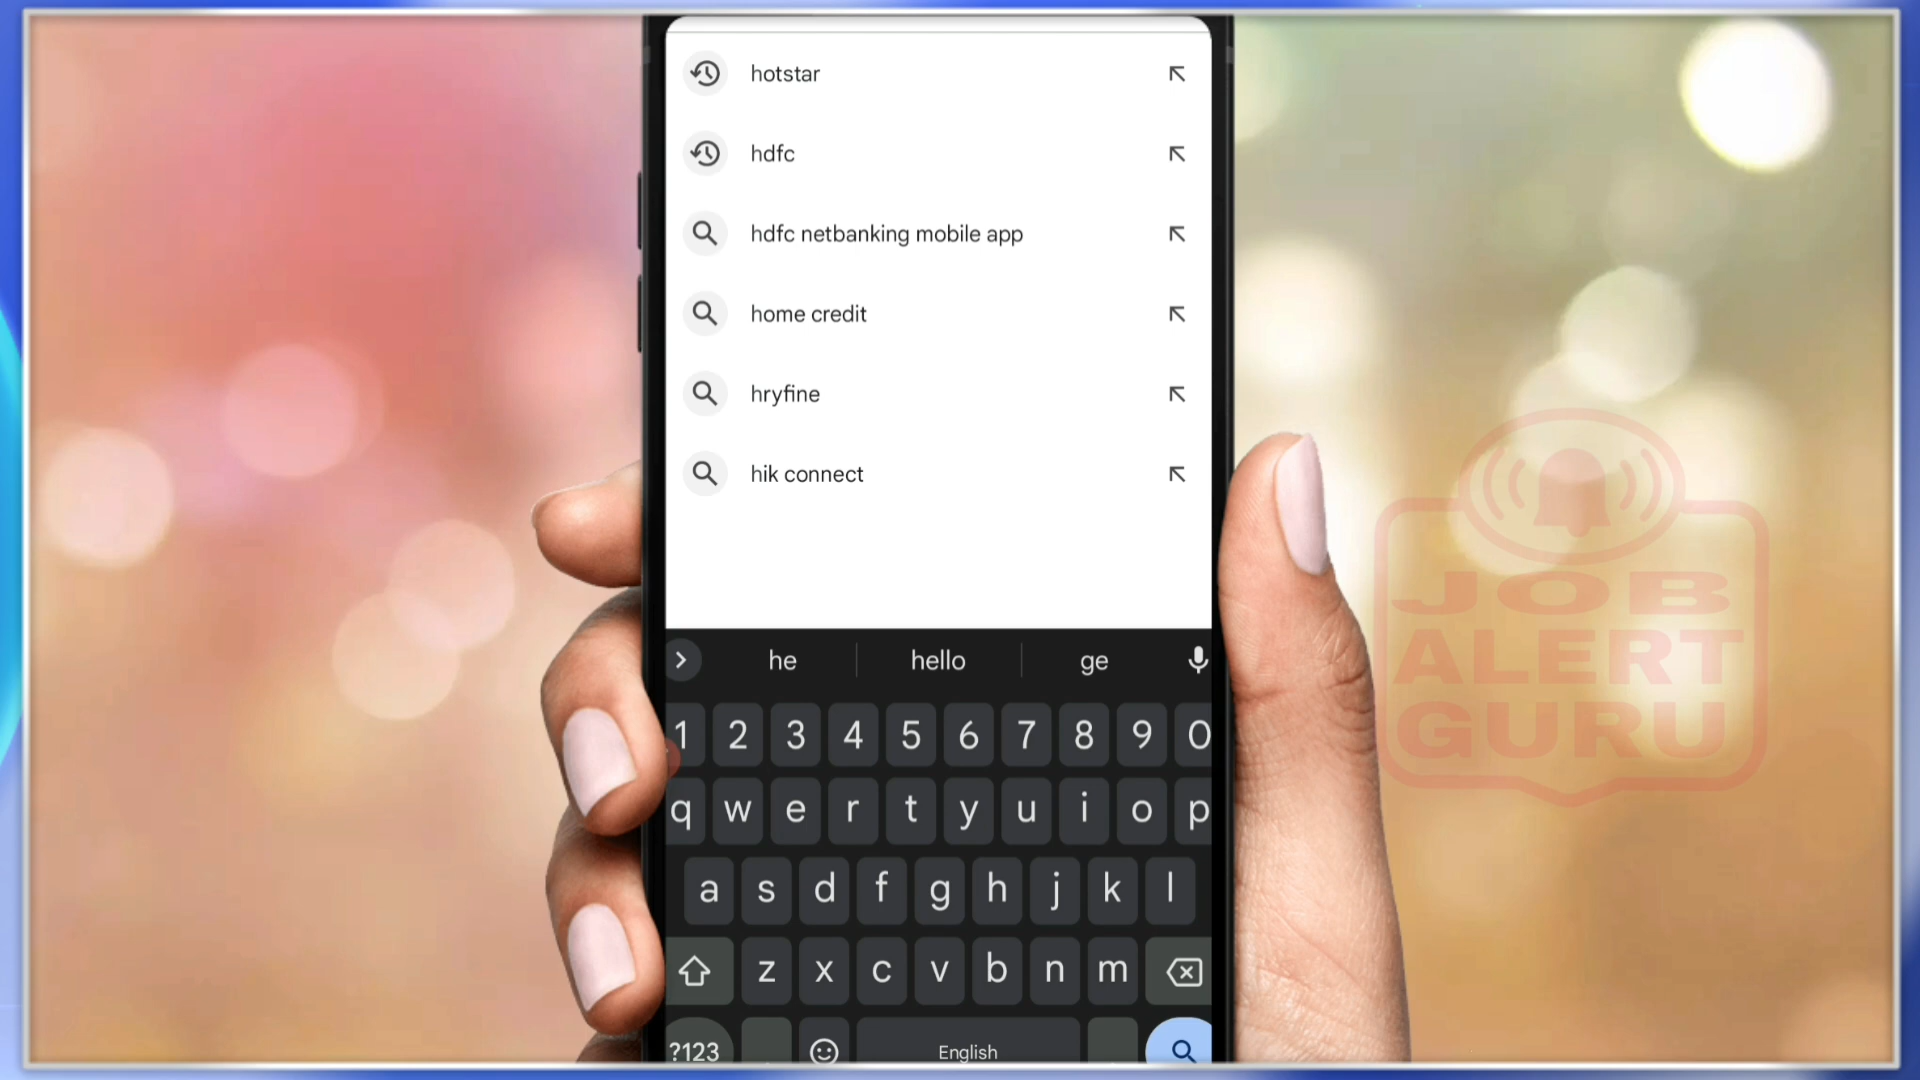 hotstar
hdfc
hdfc netbanking mobile app
home credit
hryfine
hik connect
he hello ge
1 2 3 4 5 6 7 8 9 0
q w e r t y u i o p
a s d f g h j k l
z x c v b n m
?123 English
JOB
ALERT
GURU